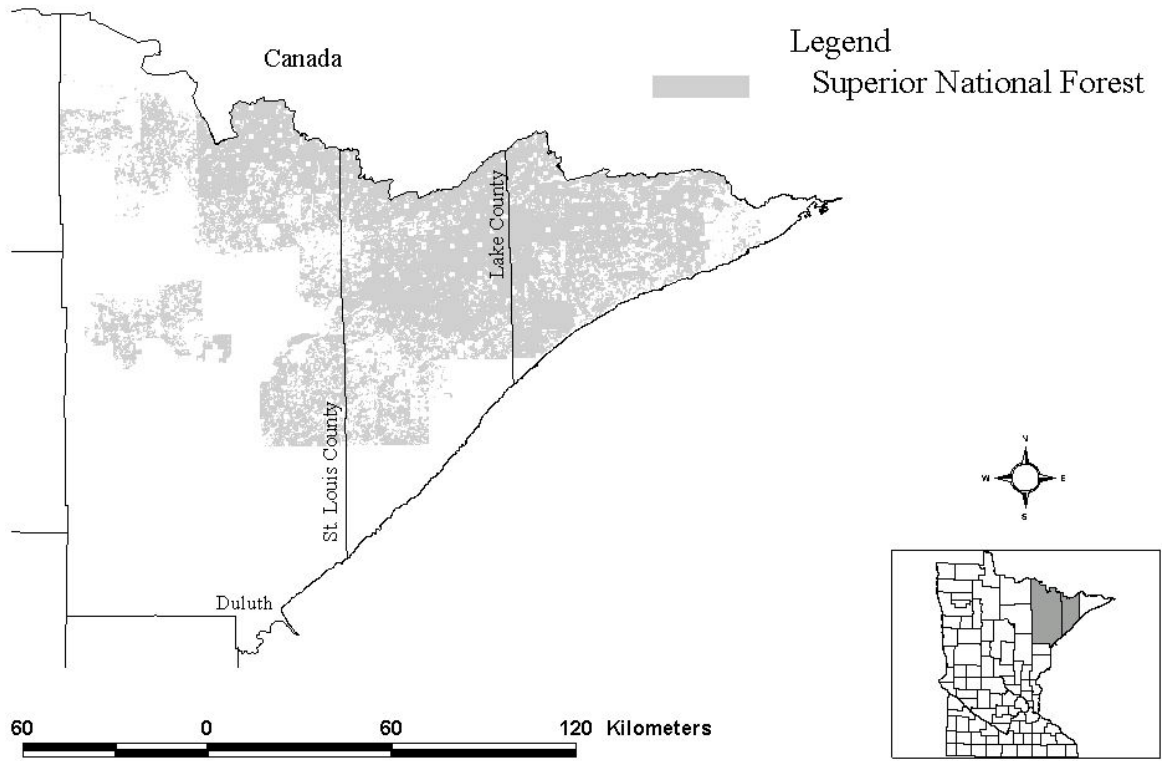 Legend
Canada
Superior National Forest
Lake County
St. Louis County
N
W E
S
Duluth
60 0 60 120 Kilometers